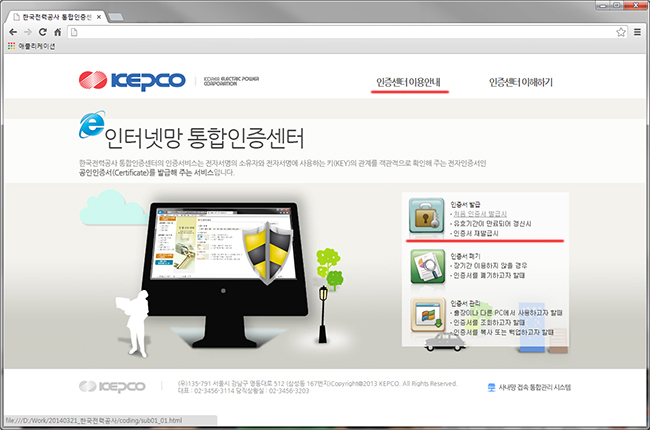 한국전력공사 통합인증센
애플리케이션
KEPCO
KOREA ELECTRIC POWER
CORPORATION
인증센터 이용안내
인증센터 이해하기
인터넷망 통합인증센터
한국전력공사 통합인증센터의 인증서비스는 전자서명의 소유자와 전자서명에 사용하는 키(KEY)의 관계를 객관적으로 확인해 주는 전자인증서인
공인인증서(Certificate)를 발급해 주는 서비스입니다.
인증서 발급
- 처음 인증서 발급시
- 유효기간이 만료되어 갱신시
- 인증서 재발급시
인증서 폐기
- 장기간 이용하지 않을 경우
- 인증서를 폐기하고자 할때
인증서 관리
- 출장이나 다른 PC에서 사용하고자 할때
- 인증서를 조회하고자 할때
- 인증서를 복사 또는 백업하고자 할때
KEPCO
(우)135-791 서울시 강남구 영동대로 512 (삼성동 167번지)Copyright@2013 KEPCO. All Rights Reserved.
대표 : 02-3456-3114 당직상황실 : 02-3456-3203
사내망 접속 통합관리 시스템
file:///D:/Work/20140321_한국전력공사/coding/sub01_01.html